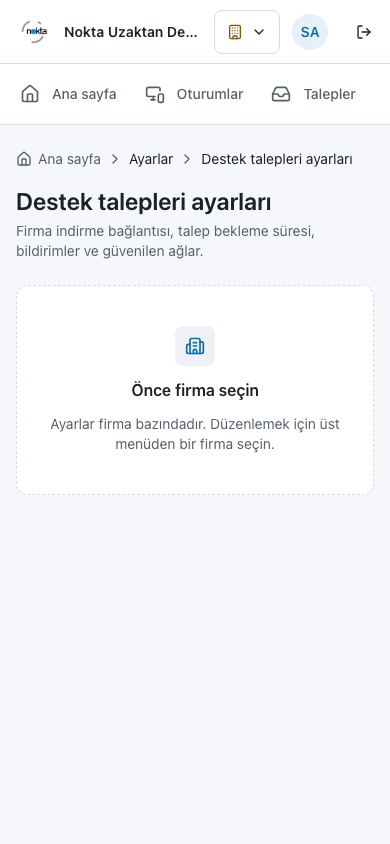 nokta
Nokta Uzaktan De...
SA
Ana sayfa
Oturumlar
Talepler
Ana sayfa > Ayarlar > Destek talepleri ayarları
Destek talepleri ayarları
Firma indirme bağlantısı, talep bekleme süresi,
bildirimler ve güvenilen ağlar.
Önce firma seçin
Ayarlar firma bazındadır. Düzenlemek için üst
menüden bir firma seçin.